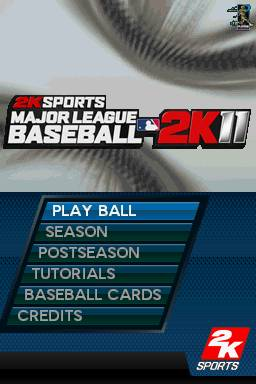 2K SPORTS
MAJOR LEAGUE
BASEBALL 2K11
PLAY BALL
SEASON
POSTSEASON
TUTORIALS
BASEBALL CARDS
CREDITS
2K
SPORTS